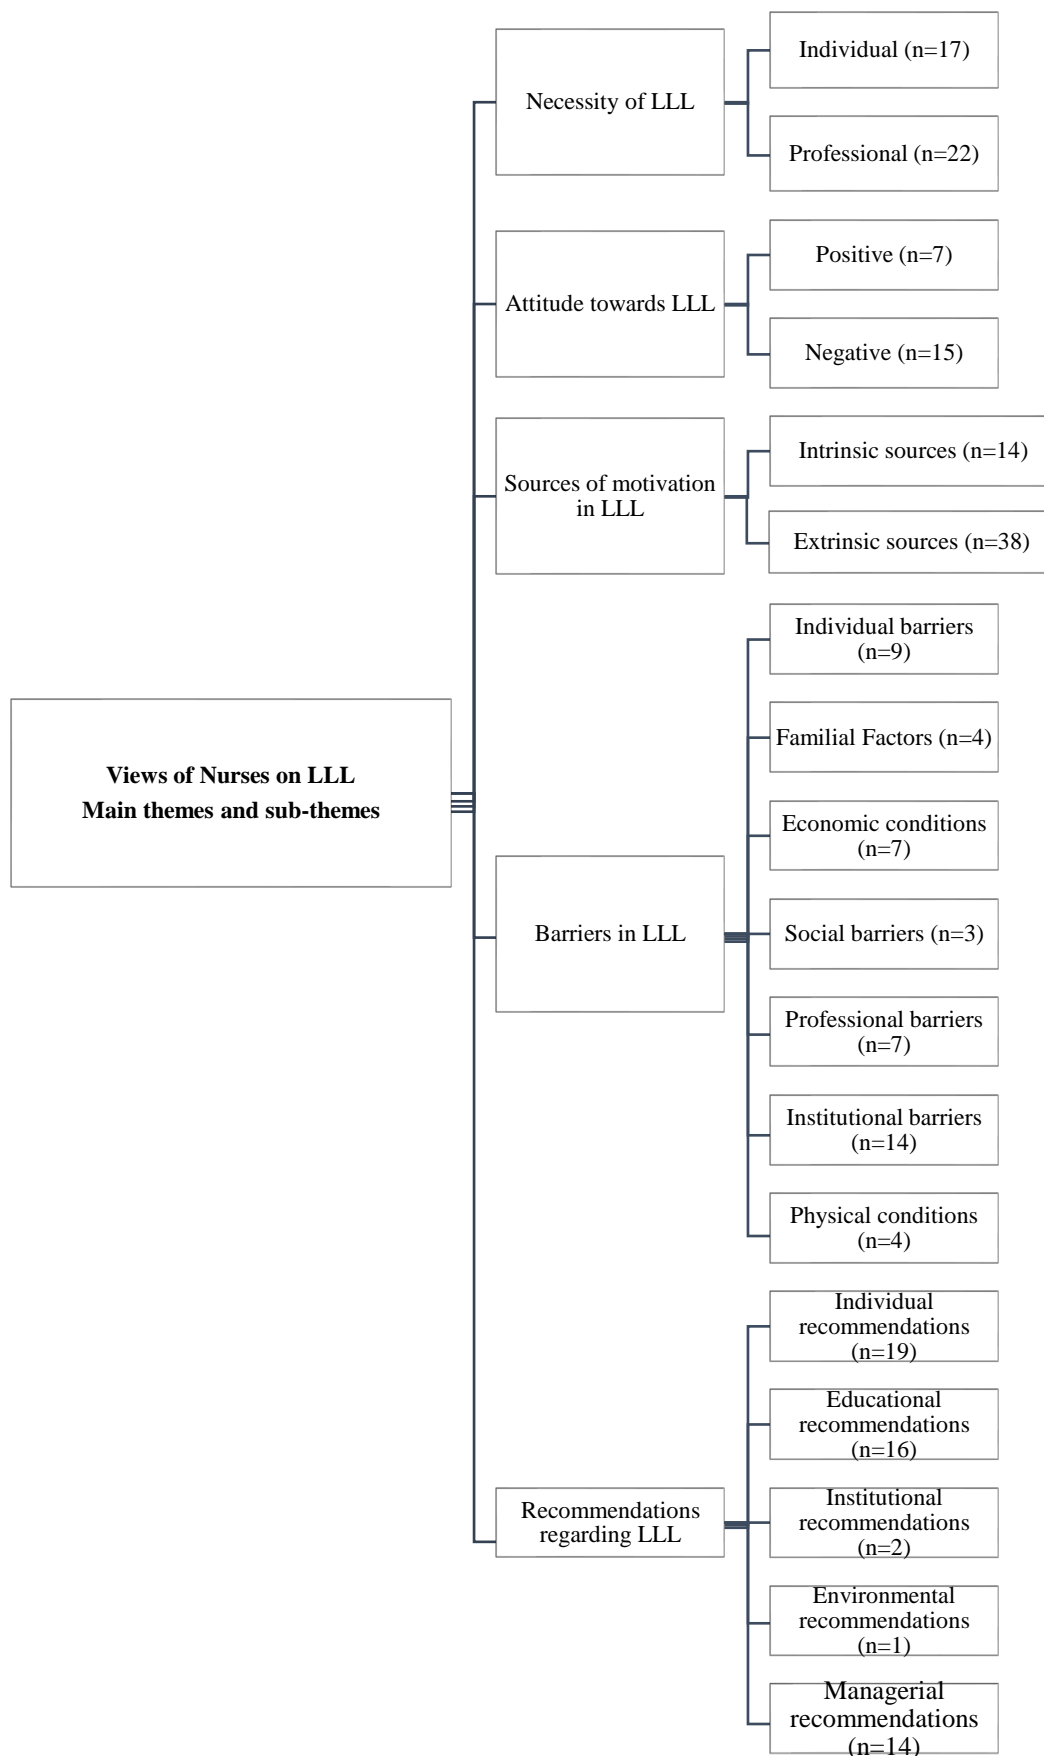 Views of Nurses on LLL
Main themes and sub-themes
Necessity of LLL
Individual (n=17)
Professional (n=22)
Attitude towards LLL
Positive (n=7)
Negative (n=15)
Sources of motivation
in LLL
Intrinsic sources (n=14)
Extrinsic sources (n=38)
Barriers in LLL
Individual barriers
(n=9)
Familial Factors (n=4)
Economic conditions
(n=7)
Social barriers (n=3)
Professional barriers
(n=7)
Institutional barriers
(n=14)
Physical conditions
(n=4)
Recommendations
regarding LLL
Individual
recommendations
(n=19)
Educational
recommendations
(n=16)
Institutional
recommendations
(n=2)
Environmental
recommendations
(n=1)
Managerial
recommendations
(n=14)